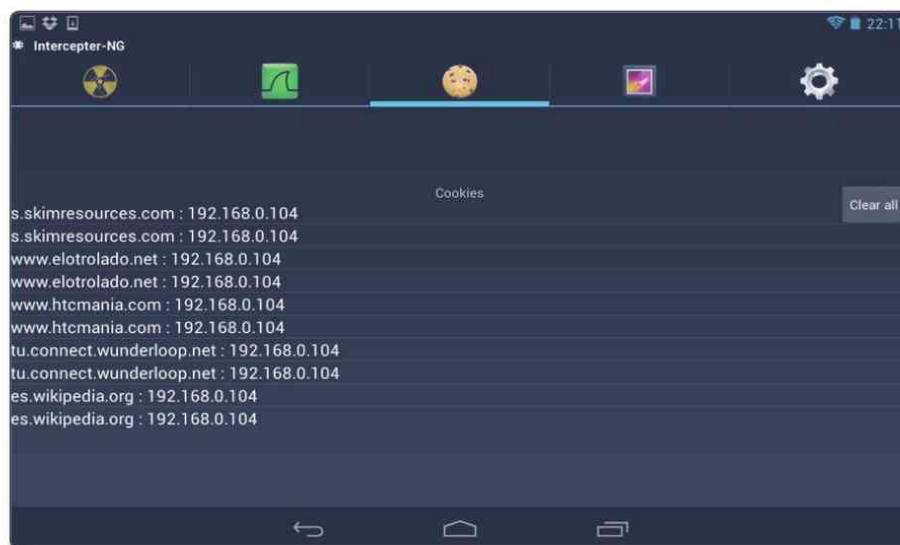 22:11
Intercepter-NG
Cookies
Clear all
s.skimresources.com : 192.168.0.104
s.skimresources.com : 192.168.0.104
www.elotrolado.net : 192.168.0.104
www.elotrolado.net : 192.168.0.104
www.htcmania.com : 192.168.0.104
www.htcmania.com : 192.168.0.104
tu.connect.wunderloop.net : 192.168.0.104
tu.connect.wunderloop.net : 192.168.0.104
es.wikipedia.org : 192.168.0.104
es.wikipedia.org : 192.168.0.104